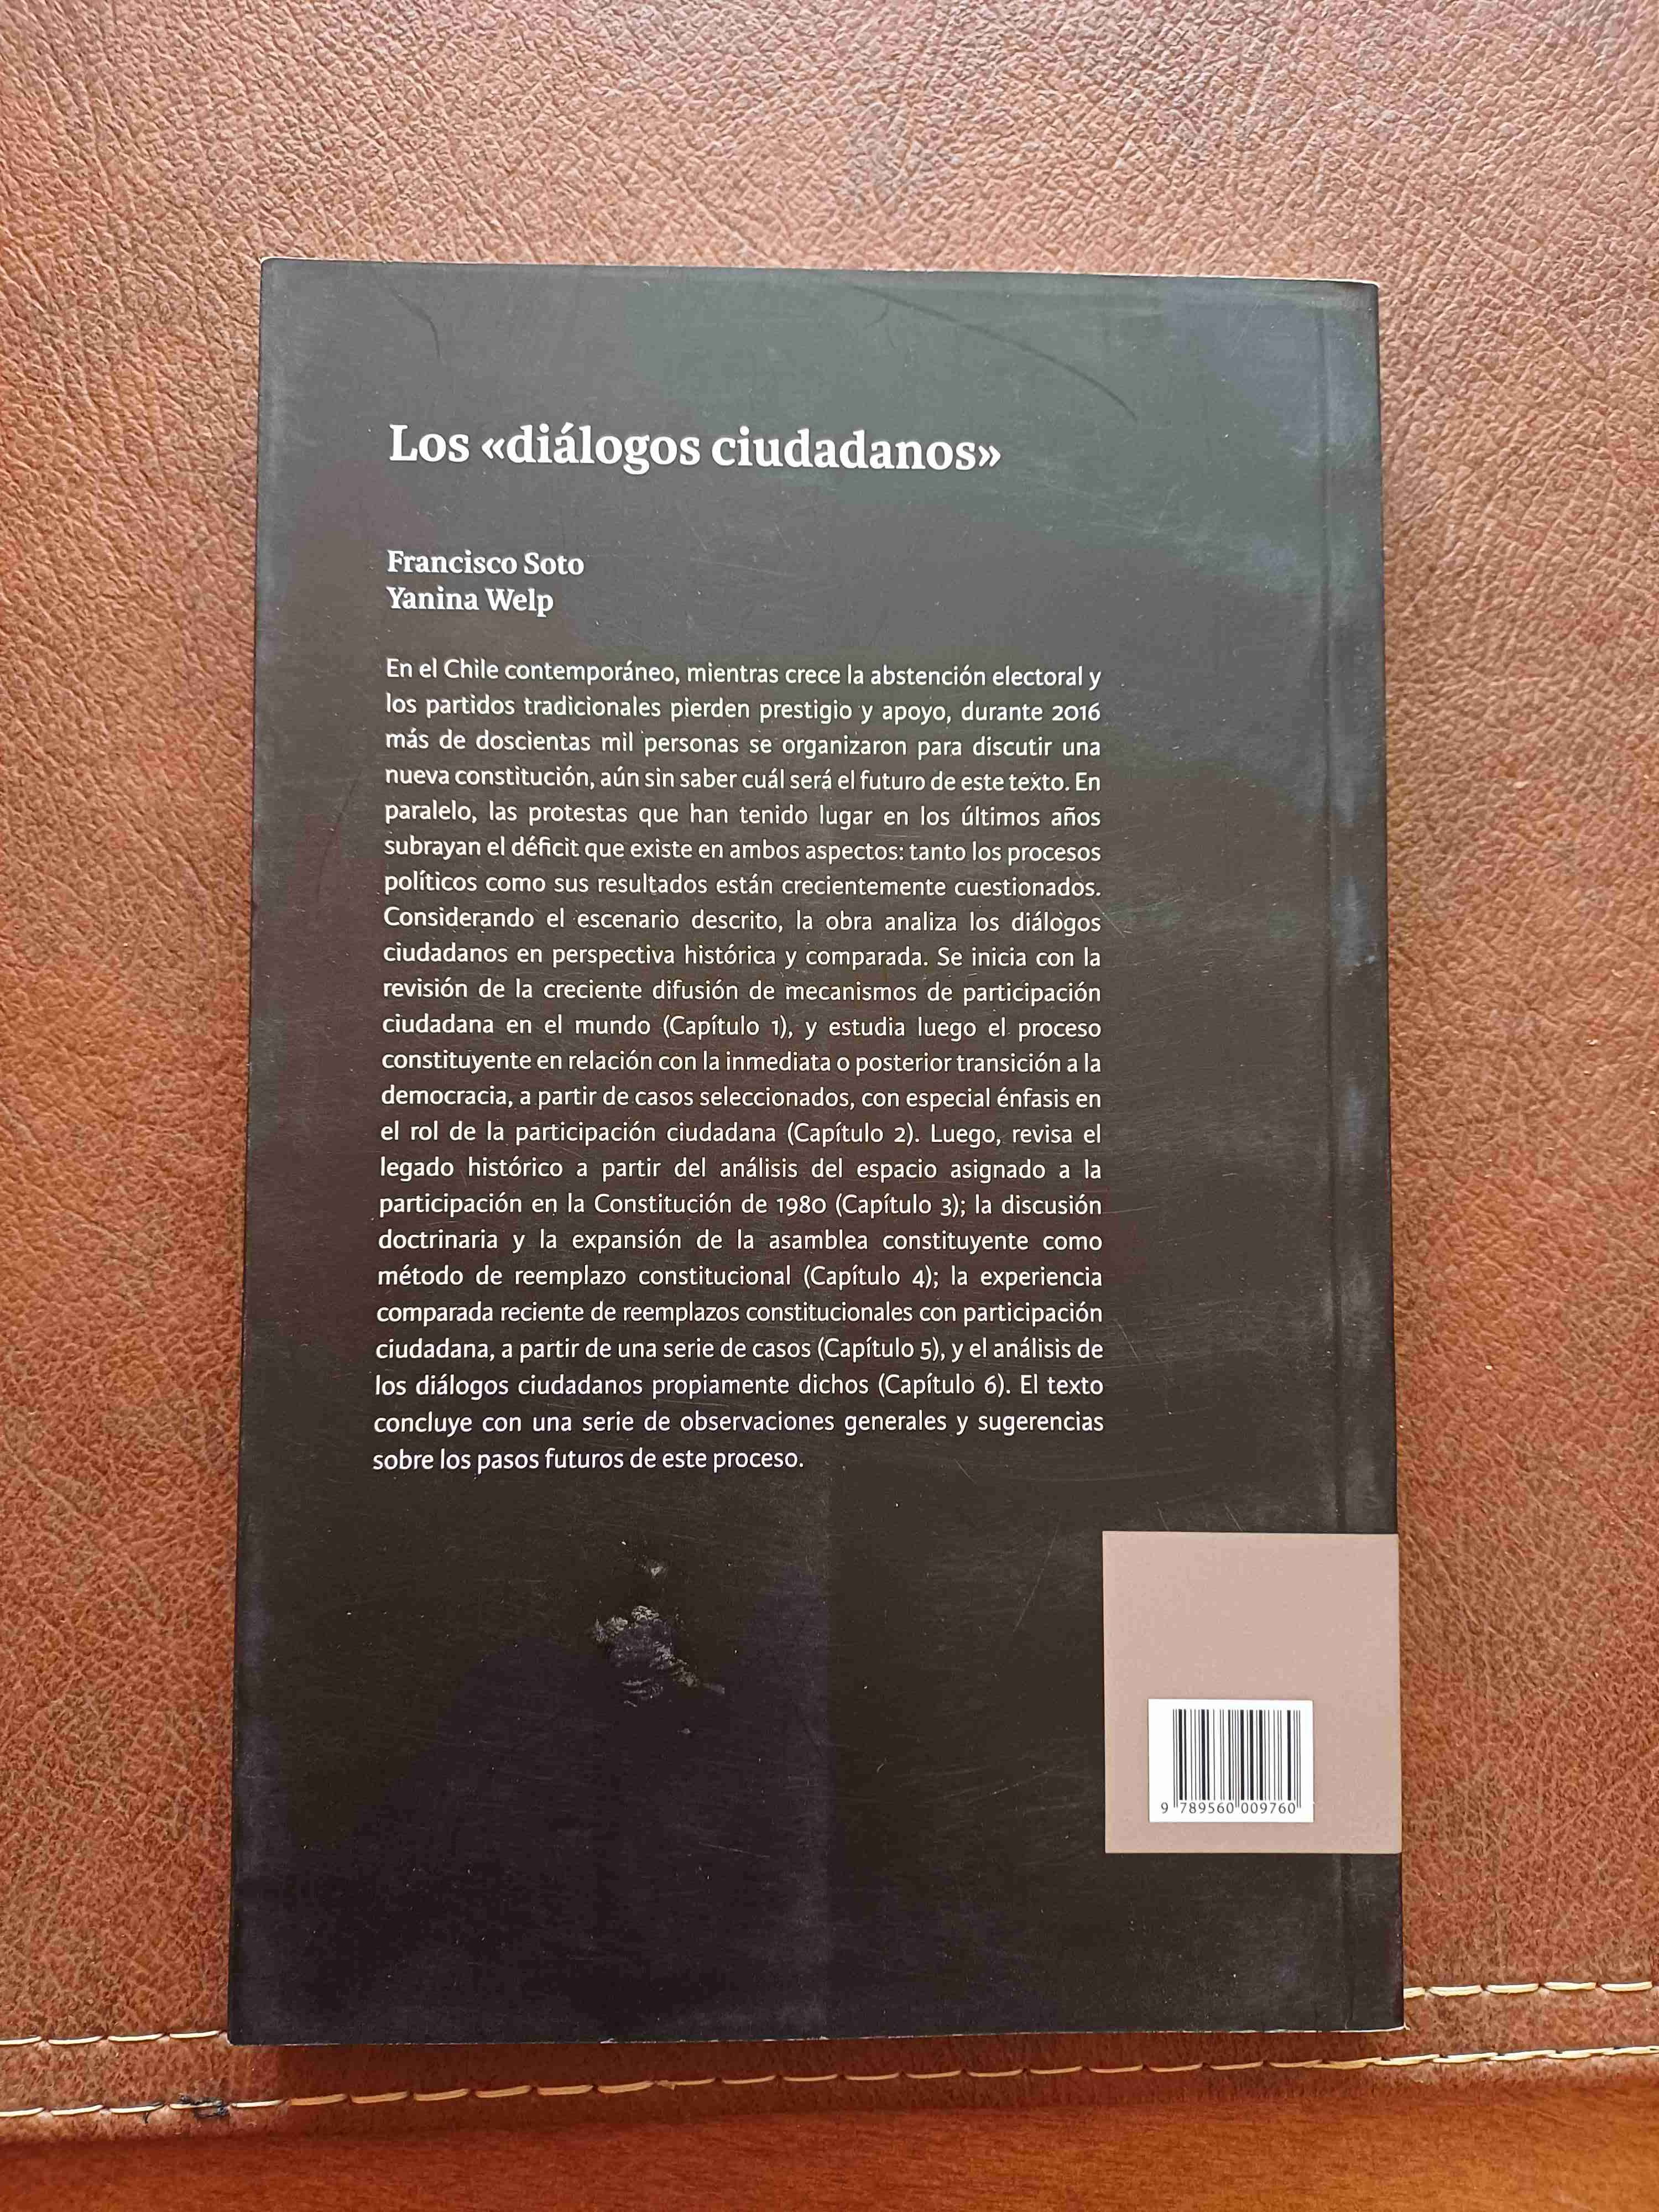 Los «diálogos ciudadanos»
Francisco Soto
Yanina Welp
En el Chile contemporáneo, mientras crece la abstención electoral y
los partidos tradicionales pierden prestigio y apoyo, durante 2016
más de doscientas mil personas se organizaron para discutir una
nueva constitución, aún sin saber cuál será el futuro de este texto. En
paralelo, las protestas que han tenido lugar en los últimos años
subrayan el déficit que existe en ambos aspectos: tanto los procesos
políticos como sus resultados están crecientemente cuestionados.
Considerando el escenario descrito, la obra analiza los diálogos
ciudadanos en perspectiva histórica y comparada. Se inicia con la
revisión de la creciente difusión de mecanismos de participación
ciudadana en el mundo (Capítulo 1), y estudia luego el proceso
constituyente en relación con la inmediata o posterior transición a la
democracia, a partir de casos seleccionados, con especial énfasis en
el rol de la participación ciudadana (Capítulo 2). Luego, revisa el
legado histórico a partir del análisis del espacio asignado a la
participación en la Constitución de 1980 (Capítulo 3); la discusión
doctrinaria y la expansión de la asamblea constituyente como
método de reemplazo constitucional (Capítulo 4); la experiencia
comparada reciente de reemplazos constitucionales con participación
ciudadana, a partir de una serie de casos (Capítulo 5), y el análisis de
los diálogos ciudadanos propiamente dichos (Capítulo 6). El texto
concluye con una serie de observaciones generales y sugerencias
sobre los pasos futuros de este proceso.
9 789560 009760